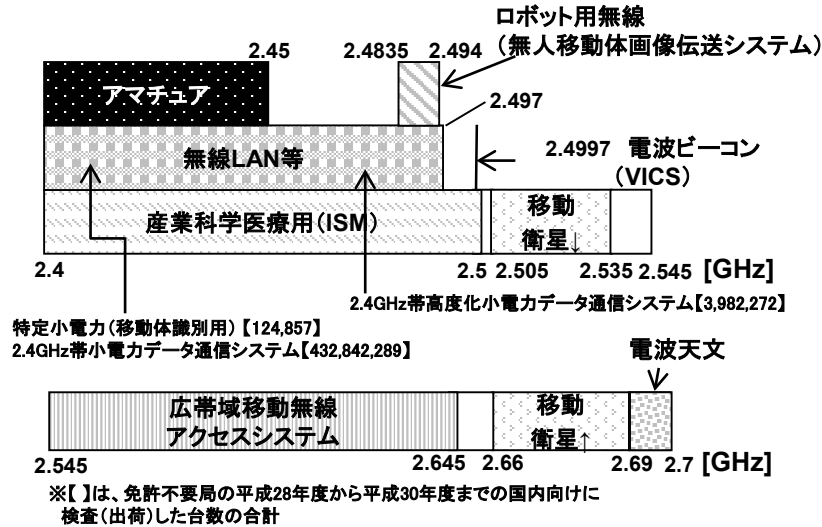 ロボット用無線
(無人移動体画像伝送システム)
2.45
2.4835
2.494
アマチュア
2.497
無線LAN等
2.4997 電波ビーコン
(VICS)
産業科学医療用(ISM)
移動
衛星↓
2.4
2.5
2.505
2.535
2.545
[GHz]
2.4GHz帯高度化小電力データ通信システム【3,982,272】
特定小電力(移動体識別用)【124,857】
2.4GHz帯小電力データ通信システム【432,842,289】
電波天文
広帯域移動無線
アクセスシステム
移動
衛星↑
2.545
2.645
2.66
2.69
2.7
[GHz]
※【 】は、免許不要局の平成28年度から平成30年度までの国内向けに
検査(出荷)した台数の合計